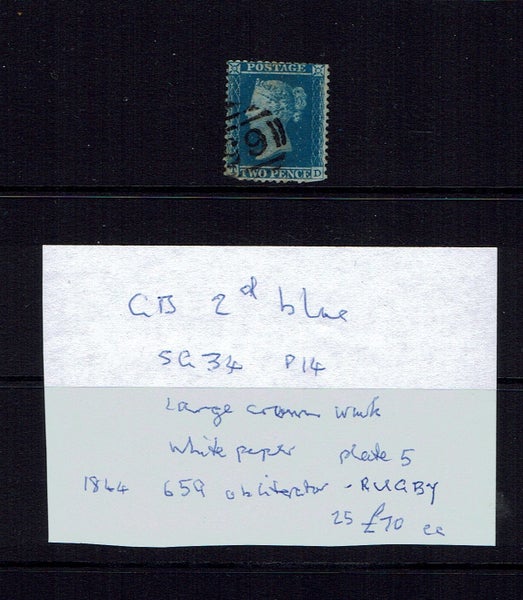 POSTAGE
TWO PENCE D
GB 2d blue
SG 34 P14
Large crown wmk
White paper plate 5
1844 659 obliterator - RUGBY
25 £70